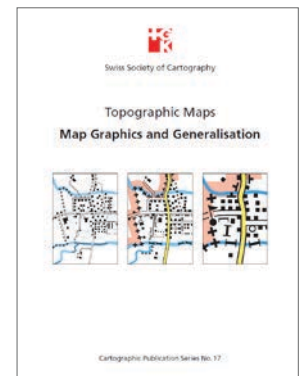 Swiss Society of Cartography
Topographic Maps
Map Graphics and Generalisation
Cartographic Publication Series No. 17